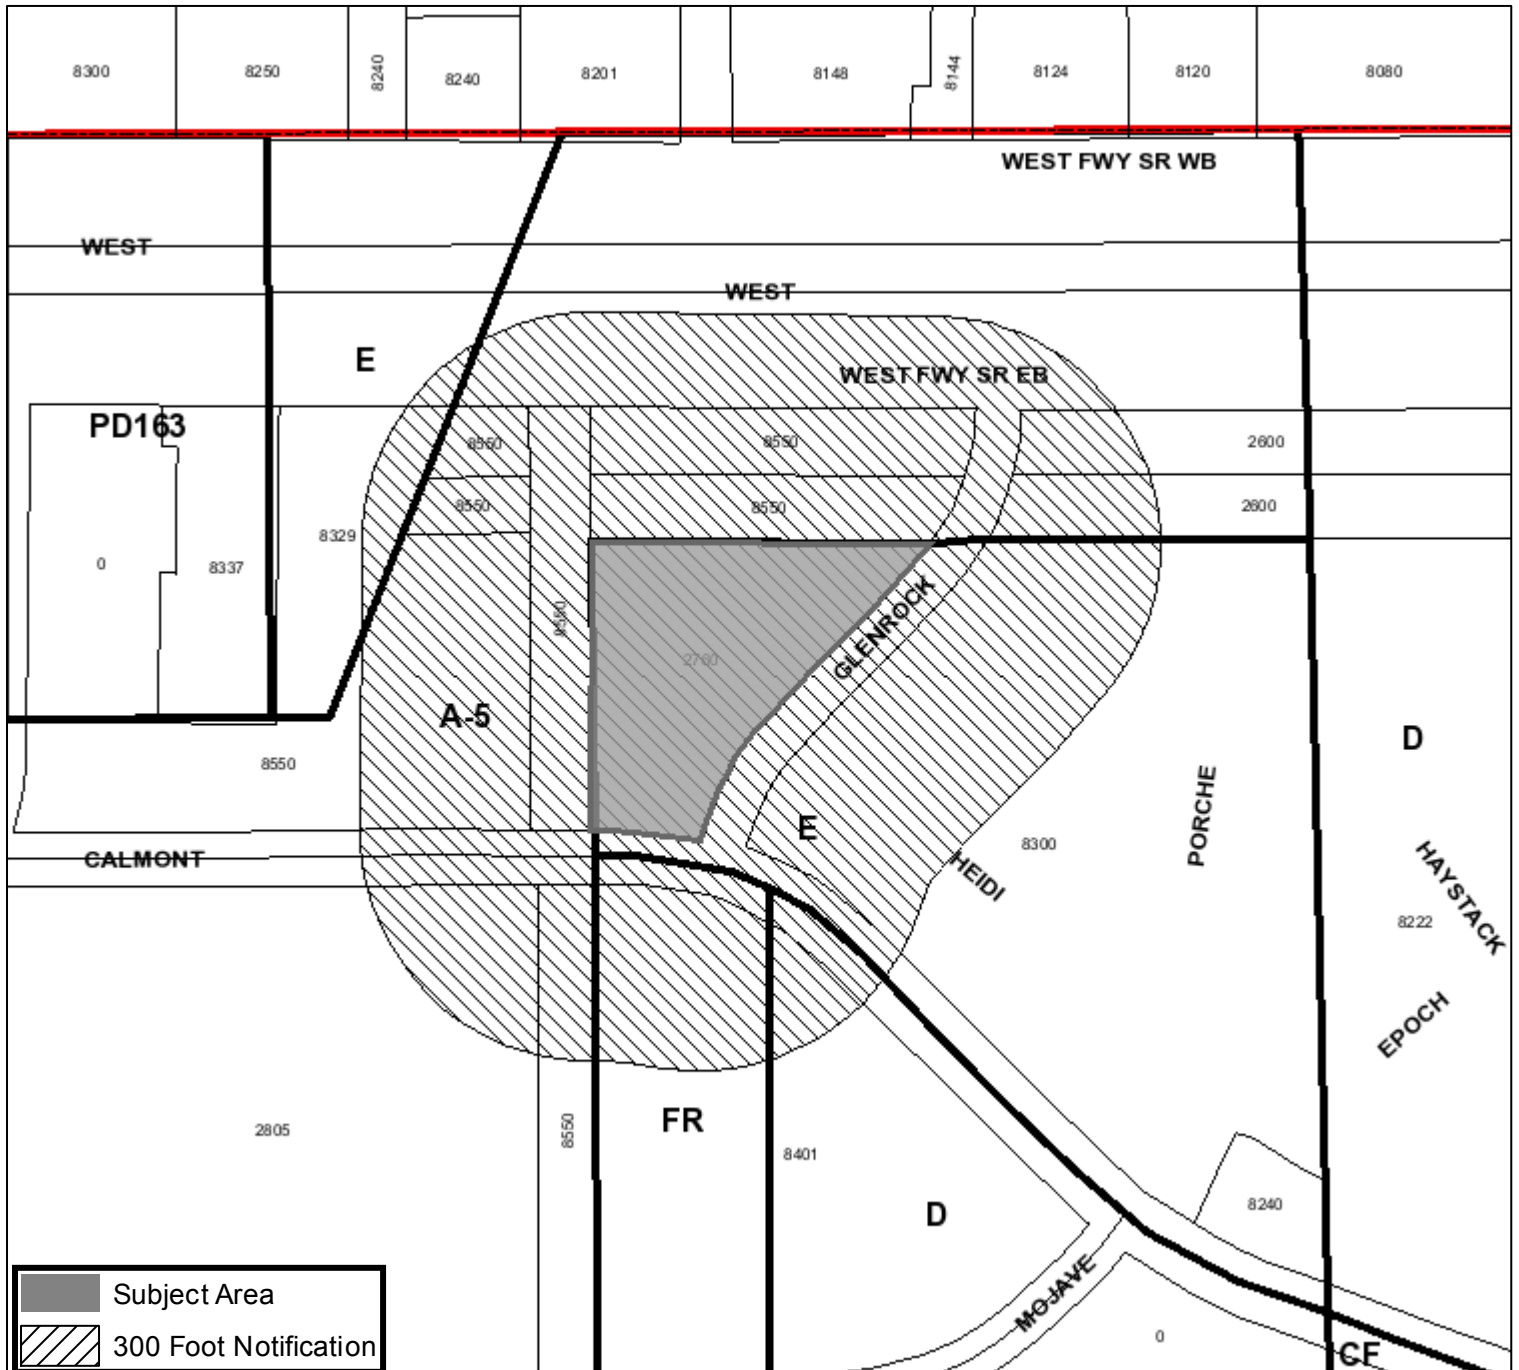 8300
8250
8240
8240
8201
8148
8144
8124
8120
8080
WEST FWY SR WB
WEST
WEST
E
WEST FWY SR EB
PD163
8550
8550
2600
8550
8550
2600
8329
0
8337
8550
GLENROCK
2760
A-5
D
8550
PORCHE
E
8300
CALMONT
HEIDI
HAYSTACK
8222
EPOCH
2805
8550
FR
8401
8240
D
MOJAVE
0
CF
Subject Area
300 Foot Notification